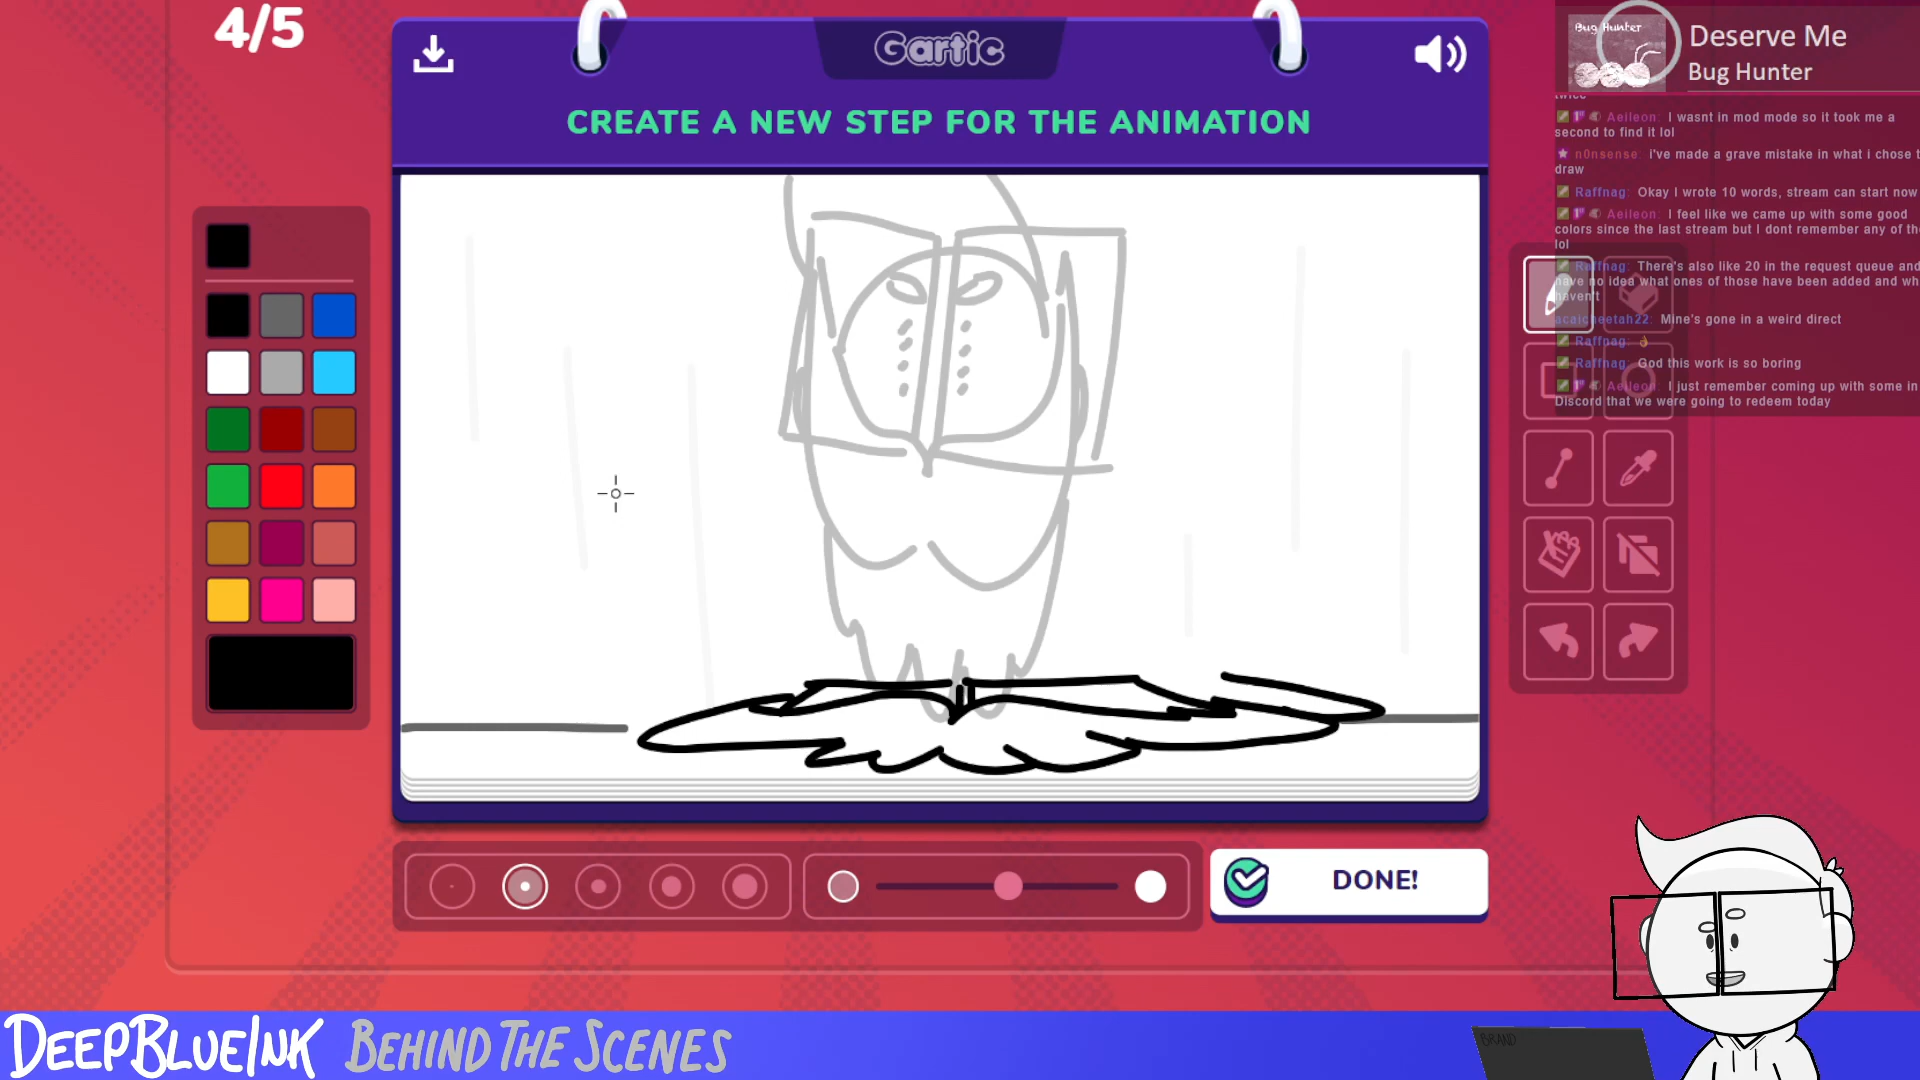 4/5
Gartic
CREATE A NEW STEP FOR THE ANIMATION
Bug Hunter
Deserve Me
Bug Hunter
twice
Aeileon: I wasnt in mod mode so it took me a
second to find it lol
n0nsense: i've made a grave mistake in what i chose t
draw
Raffnag: Okay I wrote 10 words, stream can start now
Aeileon: I feel like we came up with some good
colors since the last stream but I dont remember any of the
lol
Raffnag: There's also like 20 in the request queue and
have no idea what ones of those have been added and wh
haven't
acaicheetah22: Mine's gone in a weird direct
Raffnag: 👌
Raffnag: God this work is so boring
Aeileon: I just remember coming up with some in
Discord that we were going to redeem today
DONE!
DEEPBLUEINK BEHIND THE SCENES
BRAND